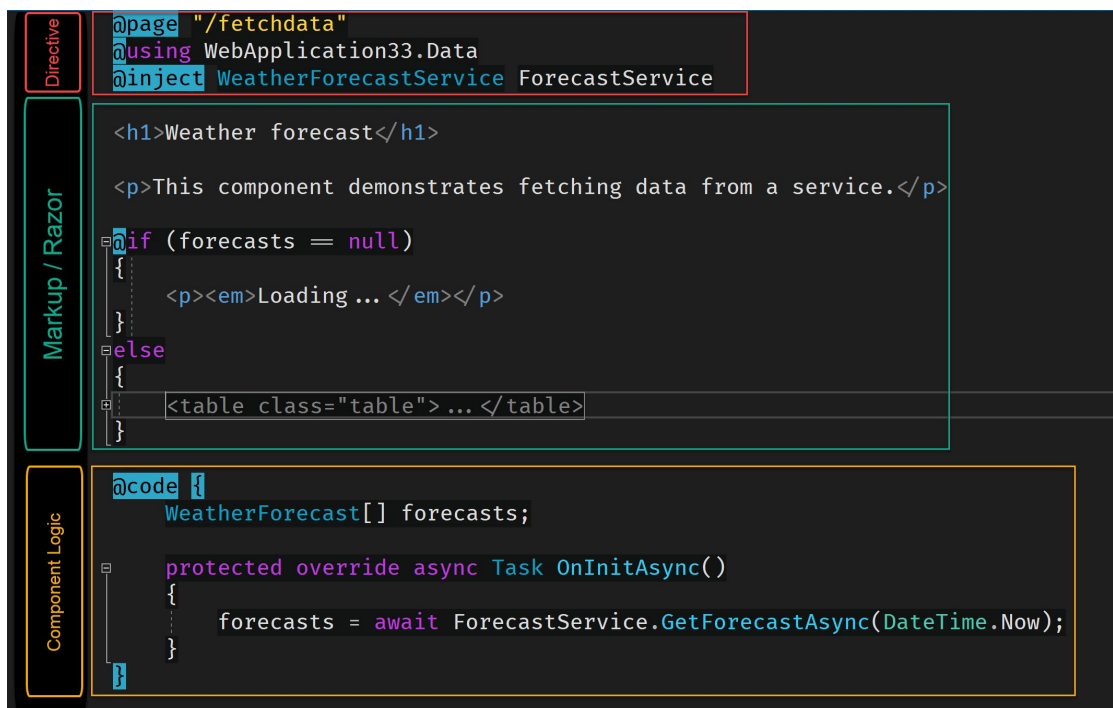 Directive
@page "/fetchdata"
@using WebApplication33.Data
@inject WeatherForecastService ForecastService
Markup / Razor
<h1>Weather forecast</h1>
<p>This component demonstrates fetching data from a service.</p>
@if (forecasts == null)
{
<p><em>Loading...</em></p>
}
else
{
<table class="table">...</table>
}
Component Logic
@code {
WeatherForecast[] forecasts;
protected override async Task OnInitAsync()
{
forecasts = await ForecastService.GetForecastAsync(DateTime.Now);
}
}